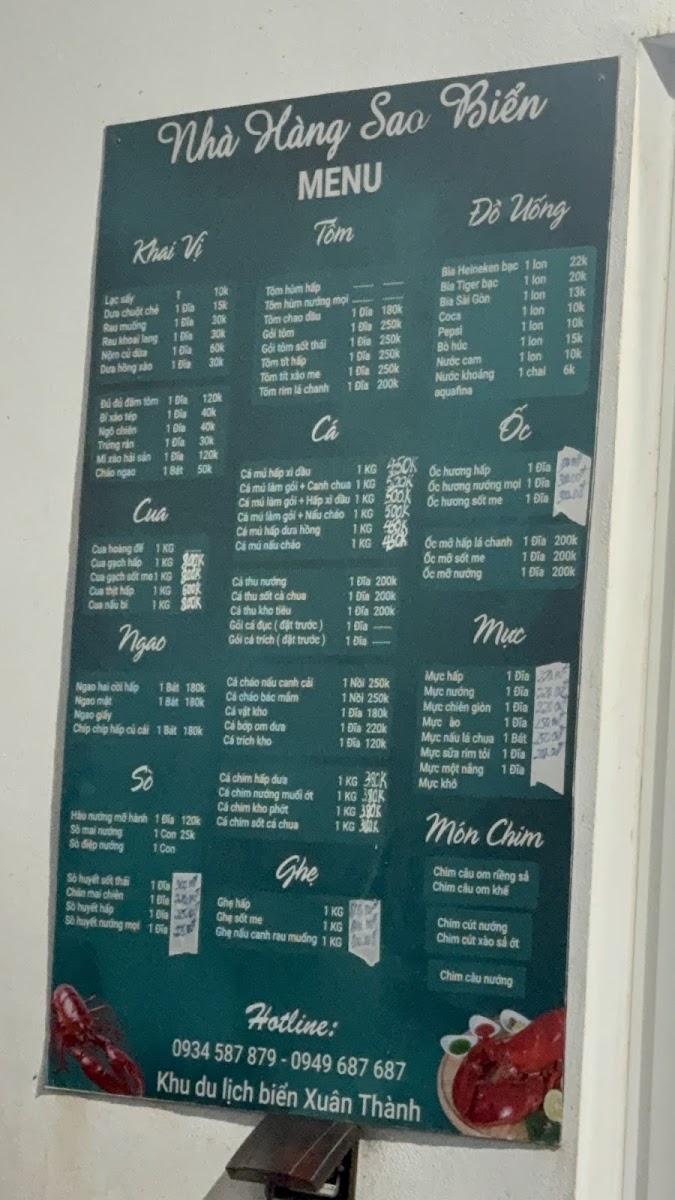 Nhà Hàng Sao Biển
MENU
Khai Vị
Lạc sấy 1 10k
Dưa chuột chẻ 1 Đĩa 15k
Rau muống 1 Đĩa 30k
Rau khoai lang 1 Đĩa 30k
Nộm củ dừa 1 Đĩa 60k
Dưa hồng xào 1 Đĩa 30k
Đủ đủ đâm tôm 1 Đĩa 120k
Bí xào tép 1 Đĩa 40k
Ngô chiên 1 Đĩa 40k
Trứng rán 1 Đĩa 30k
Mì xào hải sản 1 Đĩa 120k
Cháo ngao 1 Bát 50k
Cua
Cua hoàng đế 1 KG
Cua gạch hấp 1 KG
Cua gạch sốt me 1 KG
Cua thịt hấp 1 KG 600K
Cua nấu bí 1 KG 800K
Ngao
Ngao hai cồi hấp 1 Bát 180k
Ngao mật 1 Bát 180k
Ngao giấy
Chíp chíp hấp củ cải 1 Bát 180k
Sò
Hàu nướng mỡ hành 1 Đĩa 120k
Sò mai nướng 1 Con 25k
Sò điệp nướng 1 Con
Sò huyết sốt thái 1 Đĩa
Chân mai chiên 1 Đĩa
Sò huyết hấp 1 Đĩa
Sò huyết nướng mọi 1 Đĩa
Tôm
Tôm hùm hấp
Tôm hùm nướng mọi
Tôm chao dầu 1 Đĩa 180k
Gỏi tôm 1 Đĩa 250k
Gỏi tôm sốt thái 1 Đĩa 250k
Tôm tít hấp 1 Đĩa 250k
Tôm tít xào me 1 Đĩa 250k
Tôm rim lá chanh 1 Đĩa 200k
Cá
Cá mú hấp xì dầu 1 KG 450K
Cá mú làm gỏi + Canh chua 1 KG 520K
Cá mú làm gỏi + Hấp xì dầu 1 KG 500K
Cá mú làm gỏi + Nấu cháo 1 KG 500K
Cá mú hấp dưa hồng 1 KG 450K
Cá mú nấu cháo 1 KG 450K
Cá thu nướng 1 Đĩa 200k
Cá thu sốt cà chua 1 Đĩa 200k
Cá thu kho tiêu 1 Đĩa 200k
Gỏi cá đục ( đặt trước ) 1 Đĩa
Gỏi cá trích ( đặt trước ) 1 Đĩa
Cá cháo nấu canh cải 1 Nồi 250k
Cá cháo bác mắm 1 Nồi 250k
Cá vật kho 1 Đĩa 180k
Cá bớp om dưa 1 Đĩa 220k
Cá trích kho 1 Đĩa 120k
Cá chim hấp dưa 1 KG 380K
Cá chim nướng muối ớt 1 KG 380K
Cá chim kho phớt 1 KG 380K
Cá chim sốt cà chua 1 KG 380K
Ghẹ
Ghẹ hấp 1 KG
Ghẹ sốt me 1 KG
Ghẹ nấu canh rau muống 1 KG
Đồ Uống
Bia Heineken bạc 1 lon 22k
Bia Tiger bạc 1 lon 20k
Bia Sài Gòn 1 lon 13k
Coca 1 lon 10k
Pepsi 1 lon 10k
Bò húc 1 lon 15k
Nước cam 1 lon 10k
Nước khoáng 1 chai 6k
aquafina
Ốc
Ốc hương hấp 1 Đĩa
Ốc hương nướng mọi 1 Đĩa
Ốc hương sốt me 1 Đĩa
Ốc mỡ hấp lá chanh 1 Đĩa 200k
Ốc mỡ sốt me 1 Đĩa 200k
Ốc mỡ nướng 1 Đĩa 200k
Mực
Mực hấp 1 Đĩa
Mực nướng 1 Đĩa
Mực chiên giòn 1 Đĩa
Mực ào 1 Đĩa
Mực nấu lá chua 1 Bát
Mực sữa rim tỏi 1 Đĩa
Mực một nắng 1 Đĩa
Mực khô
Món Chim
Chim câu om riềng sả
Chim câu om khế
Chim cút nướng
Chim cút xào sả ớt
Chim câu nướng
Hotline:
0934 587 879 - 0949 687 687
Khu du lịch biển Xuân Thành